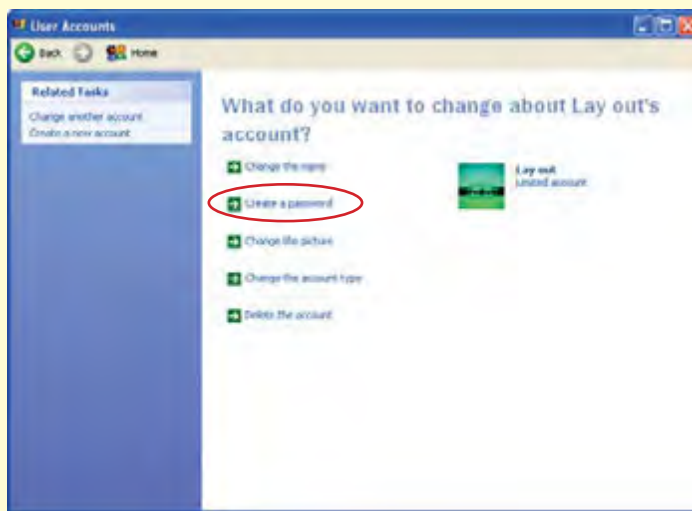 User Accounts
Back Home
Related Tasks
Change another account
Create a new account
What do you want to change about Lay out's
account?
Change the name
Create a password
Change the picture
Change the account type
Delete the account
Lay out
Limited account